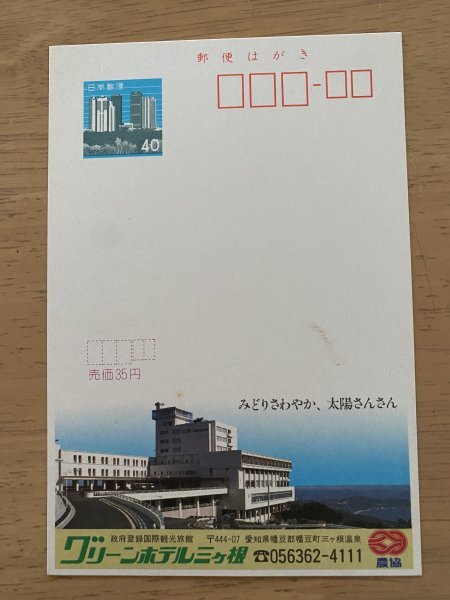 郵便はがき
日本郵便
40
売価35円
みどりさわやか、太陽さんさん
政府登録国際観光旅館 〒444-07 愛知県幡豆郡幡豆町三ヶ根温泉
グリーンホテル三ヶ根 ☎056362-4111
農協